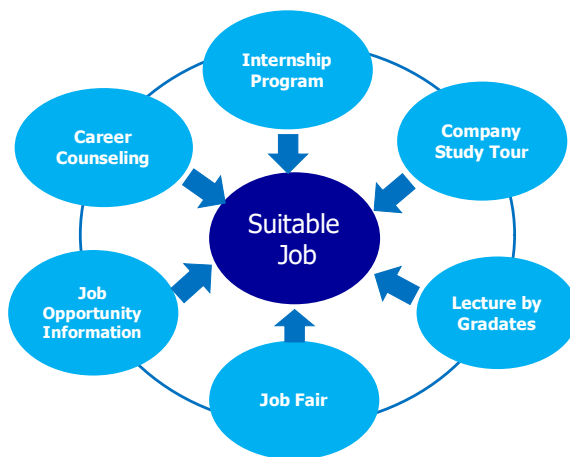 Internship
Program
Career
Counseling
Company
Study Tour
Suitable
Job
Job
Opportunity
Information
Lecture by
Gradates
Job Fair